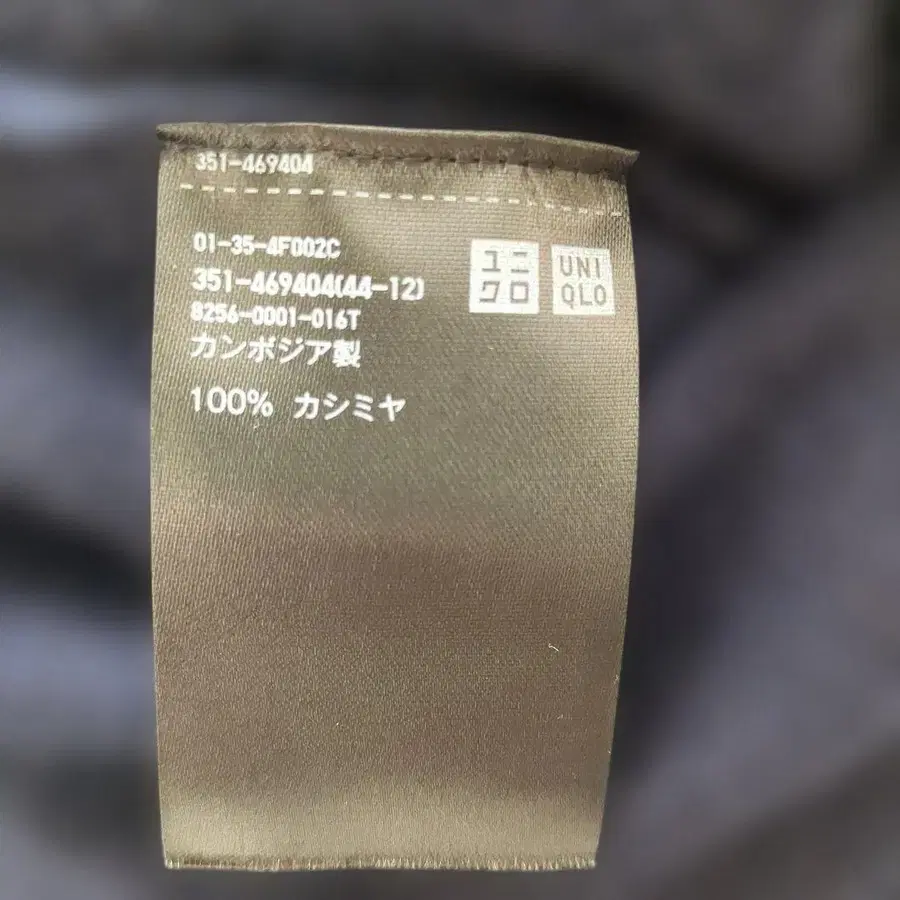 351-469404
01-35-4F002C
351-469404(44-12)
8256-0001-016T
カンボジア製
100% カシミヤ
ユニ
クロ
UNI
QLO